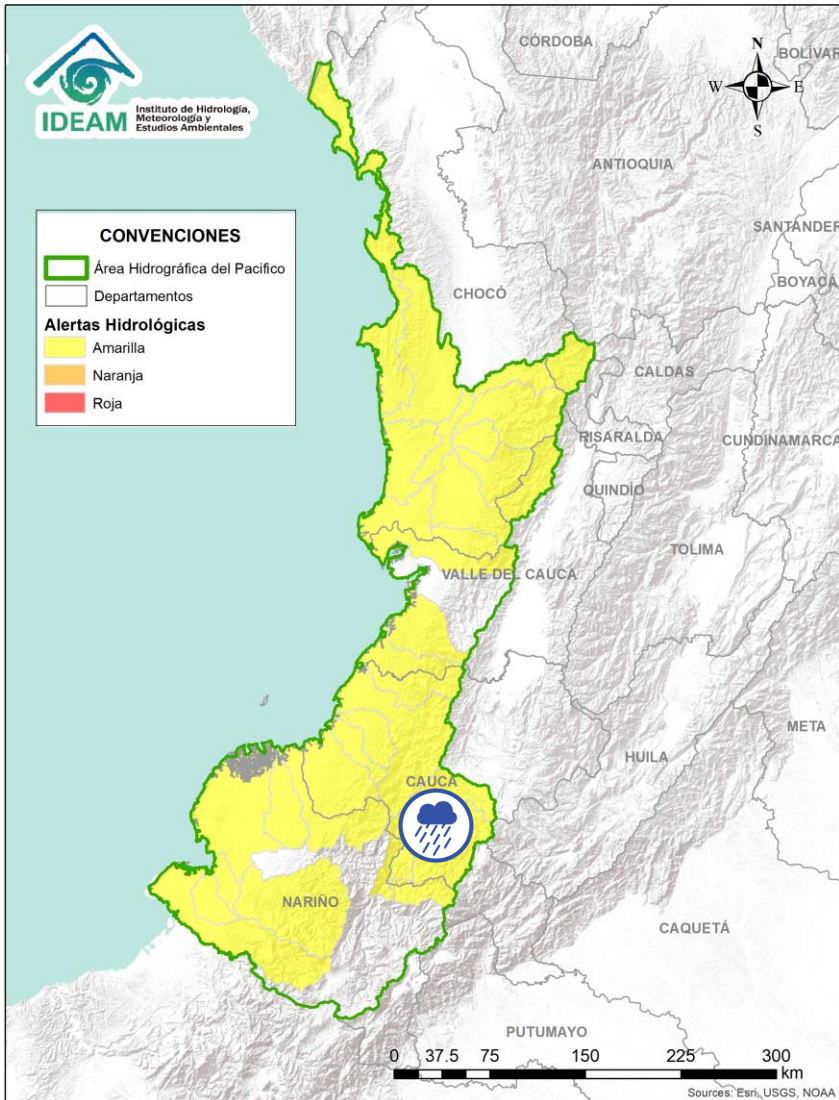 IDEAM
Instituto de Hidrología,
Meteorología y
Estudios Ambientales
CÓRDOBA
BOLÍVAR
N
W
E
S
ANTIOQUIA
SANTANDER
BOYACÁ
CONVENCIONES
Área Hidrográfica del Pacifico
Departamentos
Alertas Hidrológicas
Amarilla
Naranja
Roja
CHOCÓ
CALDAS
RISARALDA
CUNDINAMARCA
QUINDÍO
TOLIMA
VALLE DEL CAUCA
META
HUILA
CAUCA
NARIÑO
CAQUETÁ
PUTUMAYO
0 37.5 75 150 225 300
km
Sources: Esri, USGS, NOAA